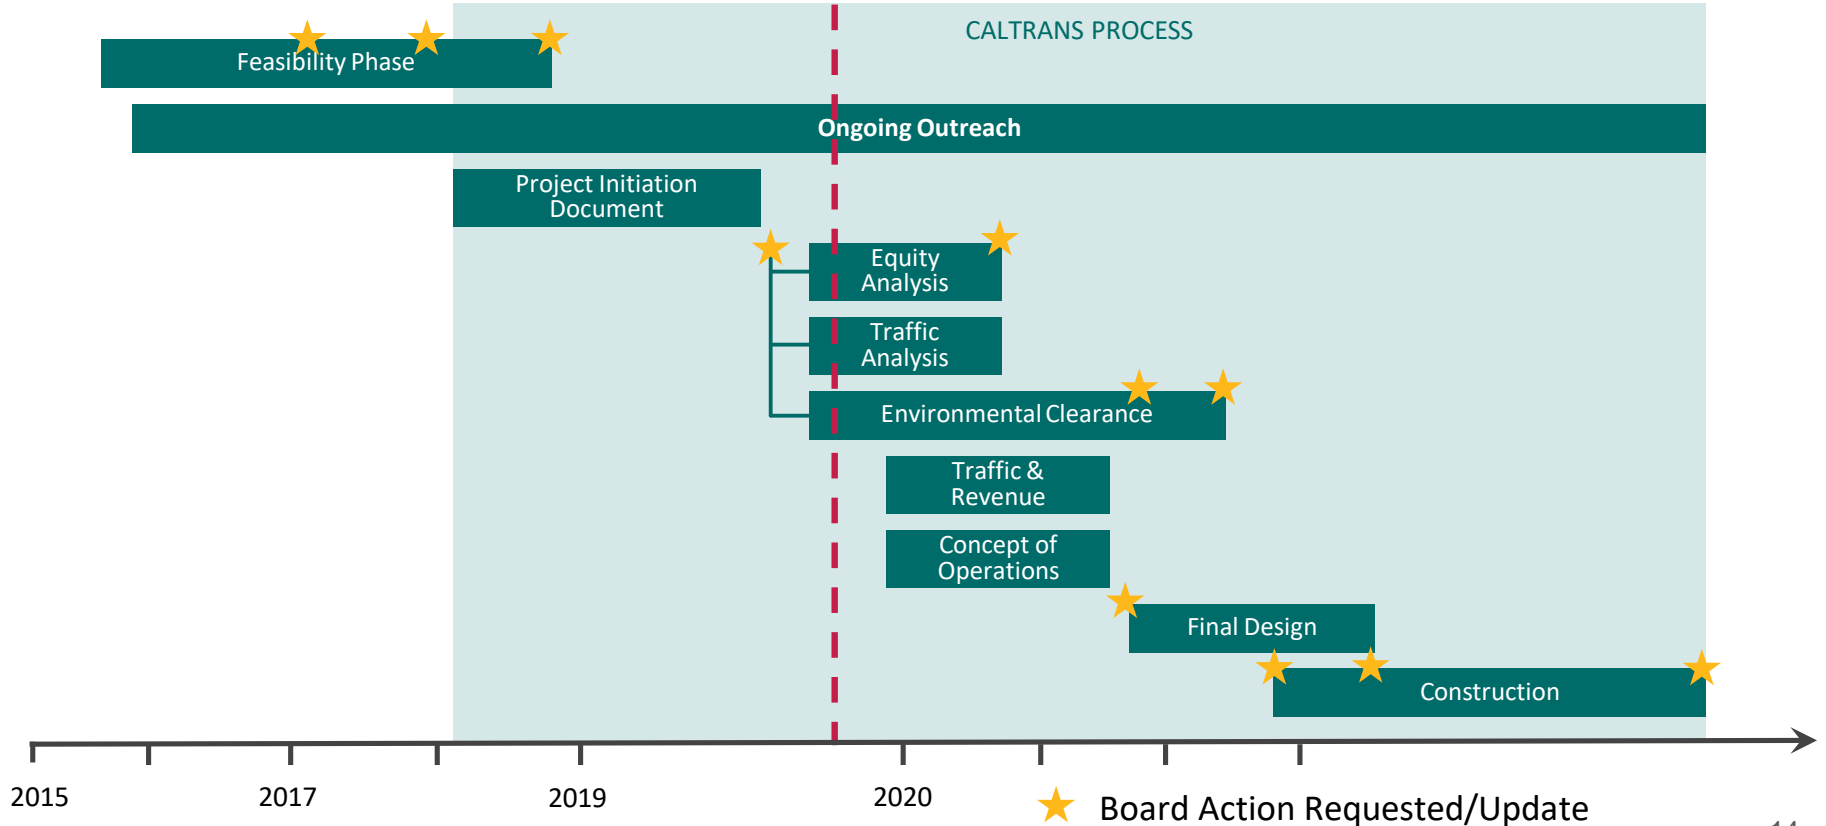 CALTRANS PROCESS
Feasibility Phase
Ongoing Outreach
Project Initiation
Document
Equity
Analysis
Traffic
Analysis
Environmental Clearance
Traffic &
Revenue
Concept of
Operations
Final Design
Construction
2015
2017
2019
2020
Board Action Requested/Update